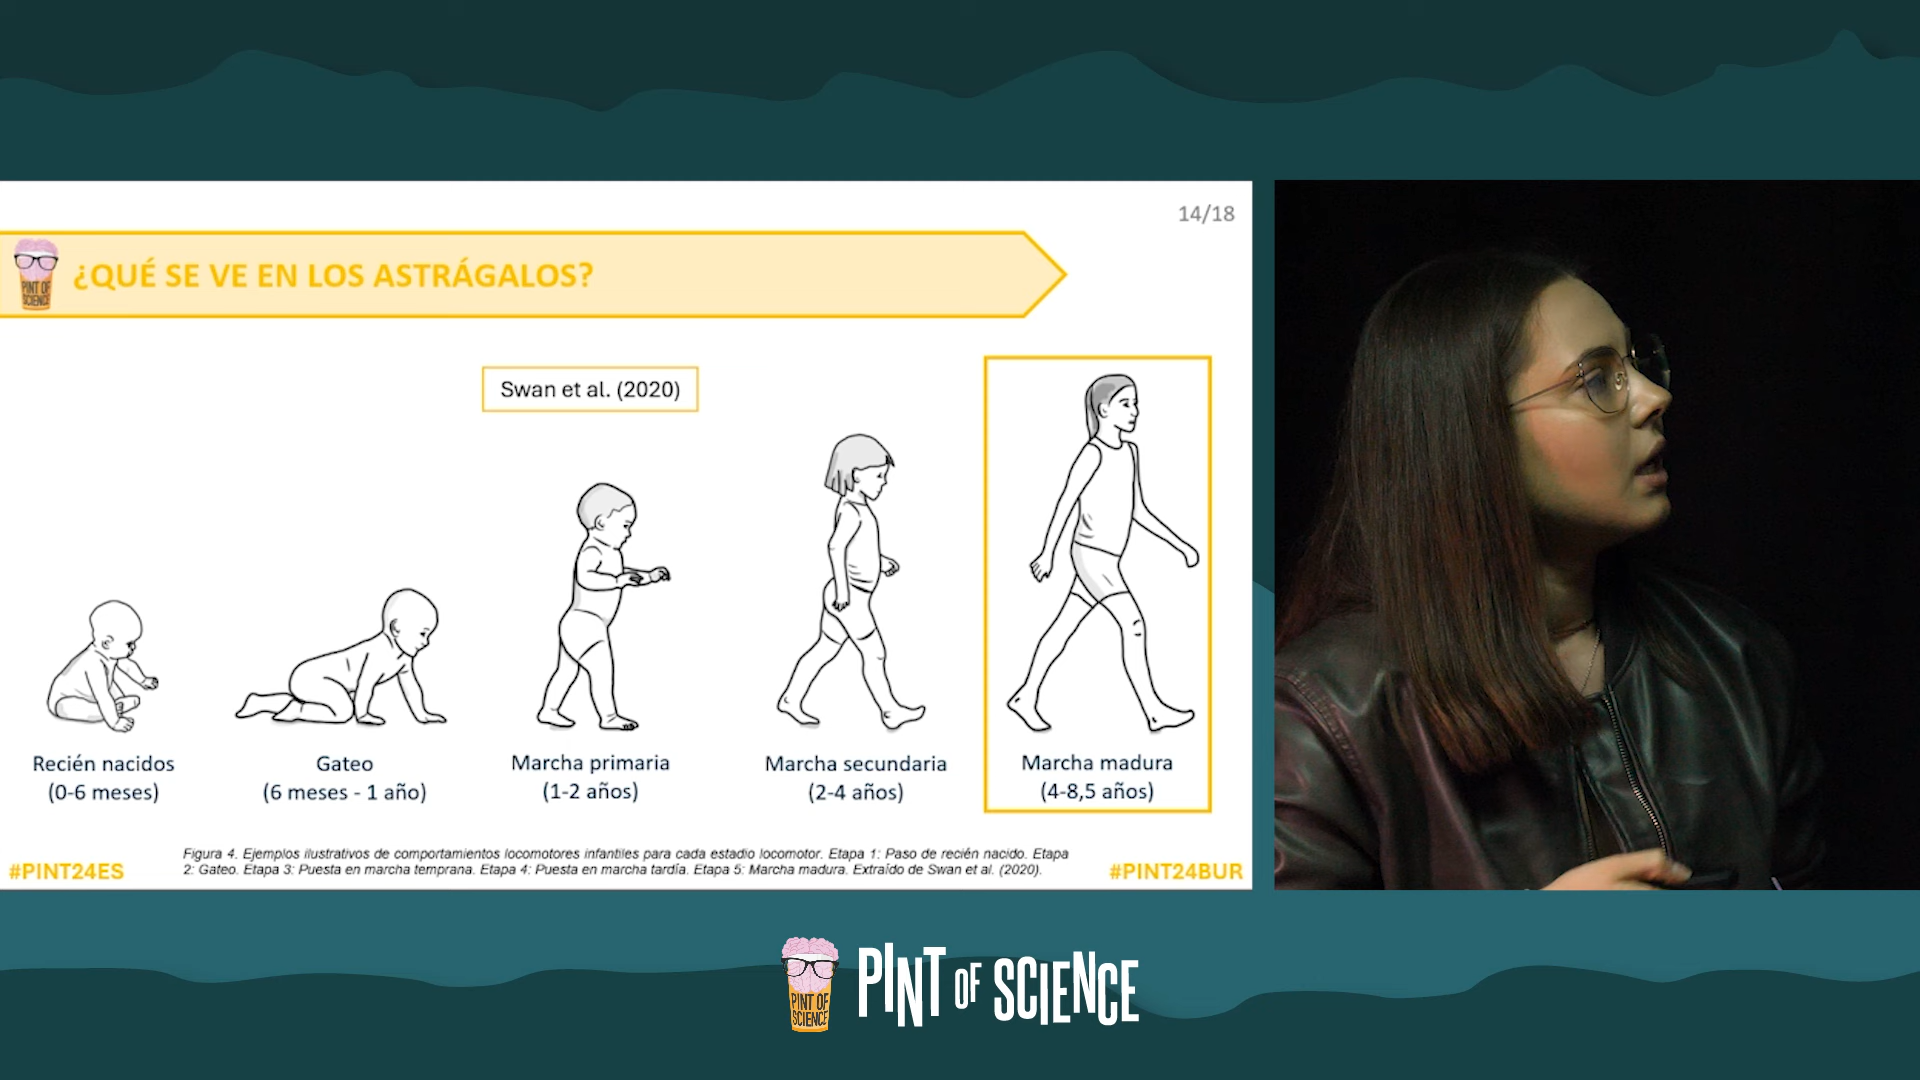 14/18
PINT OF
SCIENCE
¿QUÉ SE VE EN LOS ASTRÁGALOS?
Swan et al. (2020)
Recién nacidos
(0-6 meses)
Gateo
(6 meses - 1 año)
Marcha primaria
(1-2 años)
Marcha secundaria
(2-4 años)
Marcha madura
(4-8,5 años)
Figura 4. Ejemplos ilustrativos de comportamientos locomotores infantiles para cada estadio locomotor. Etapa 1: Paso de recién nacido. Etapa
2: Gateo. Etapa 3: Puesta en marcha temprana. Etapa 4: Puesta en marcha tardía. Etapa 5: Marcha madura. Extraído de Swan et al. (2020).
#PINT24ES
#PINT24BUR
PINT OF
SCIENCE
PINT OF SCIENCE